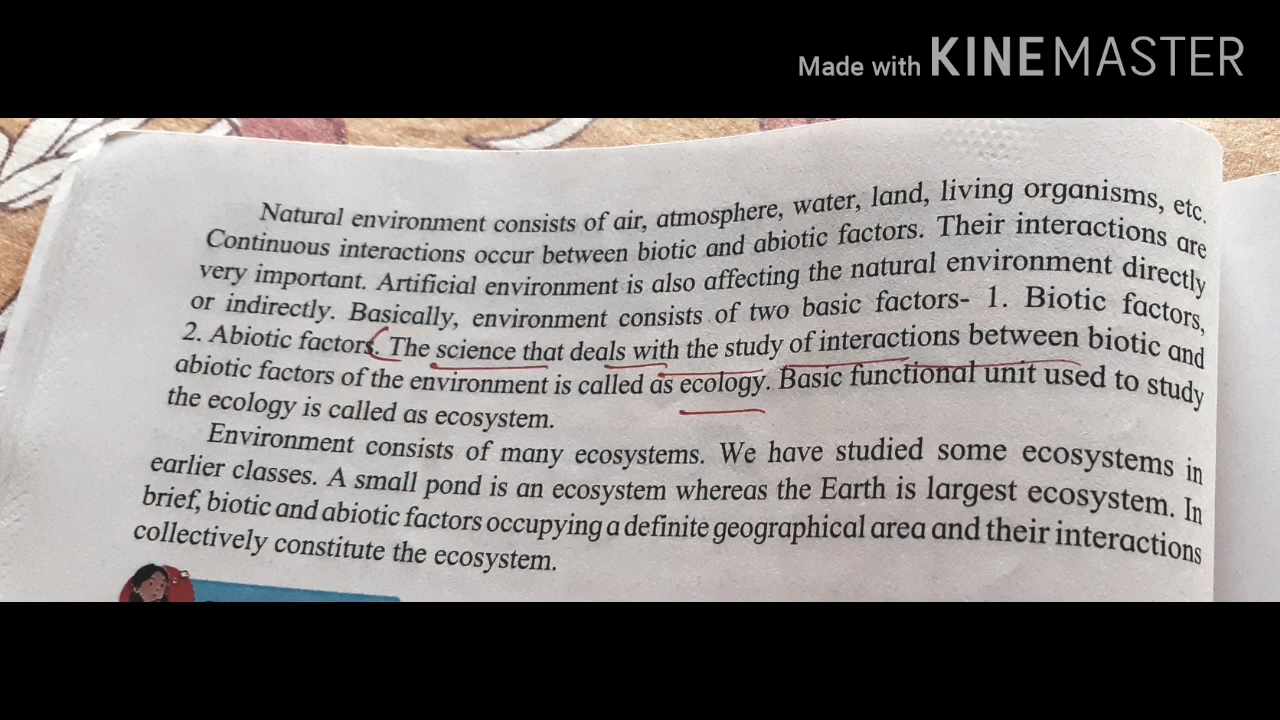 Made with KINEMASTER
Natural environment consists of air, atmosphere, water, land, living organisms, etc.
Continuous interactions occur between biotic and abiotic factors. Their interactions are
very important. Artificial environment is also affecting the natural environment directly
or indirectly. Basically, environment consists of two basic factors- 1. Biotic factors,
2. Abiotic factors. The science that deals with the study of interactions between biotic and
abiotic factors of the environment is called as ecology. Basic functional unit used to study
the ecology is called as ecosystem.
Environment consists of many ecosystems. We have studied some ecosystems in
earlier classes. A small pond is an ecosystem whereas the Earth is largest ecosystem. In
brief, biotic and abiotic factors occupying a definite geographical area and their interactions
collectively constitute the ecosystem.